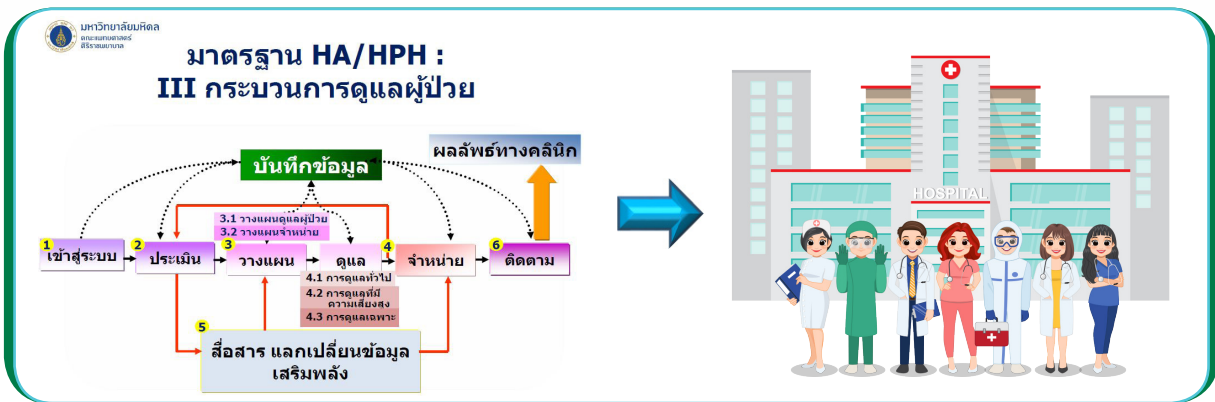 มหาวิทยาลัยมหิดล
คณะแพทยศาสตร์
ศิริราชพยาบาล
มาตรฐาน HA/HPH :
III กระบวนการดูแลผู้ป่วย
ผลลัพธ์ทางคลินิก
บันทึกข้อมูล
3.1 วางแผนดูแลผู้ป่วย
3.2 วางแผนจำหน่าย
1
เข้าสู่ระบบ
2
ประเมิน
3
วางแผน
ดูแล
4
จำหน่าย
6
ติดตาม
4.1 การดูแลทั่วไป
4.2 การดูแลที่มี
ความเสี่ยงสูง
4.3 การดูแลเฉพาะ
5
สื่อสาร แลกเปลี่ยนข้อมูล
เสริมพลัง
HOSPITAL